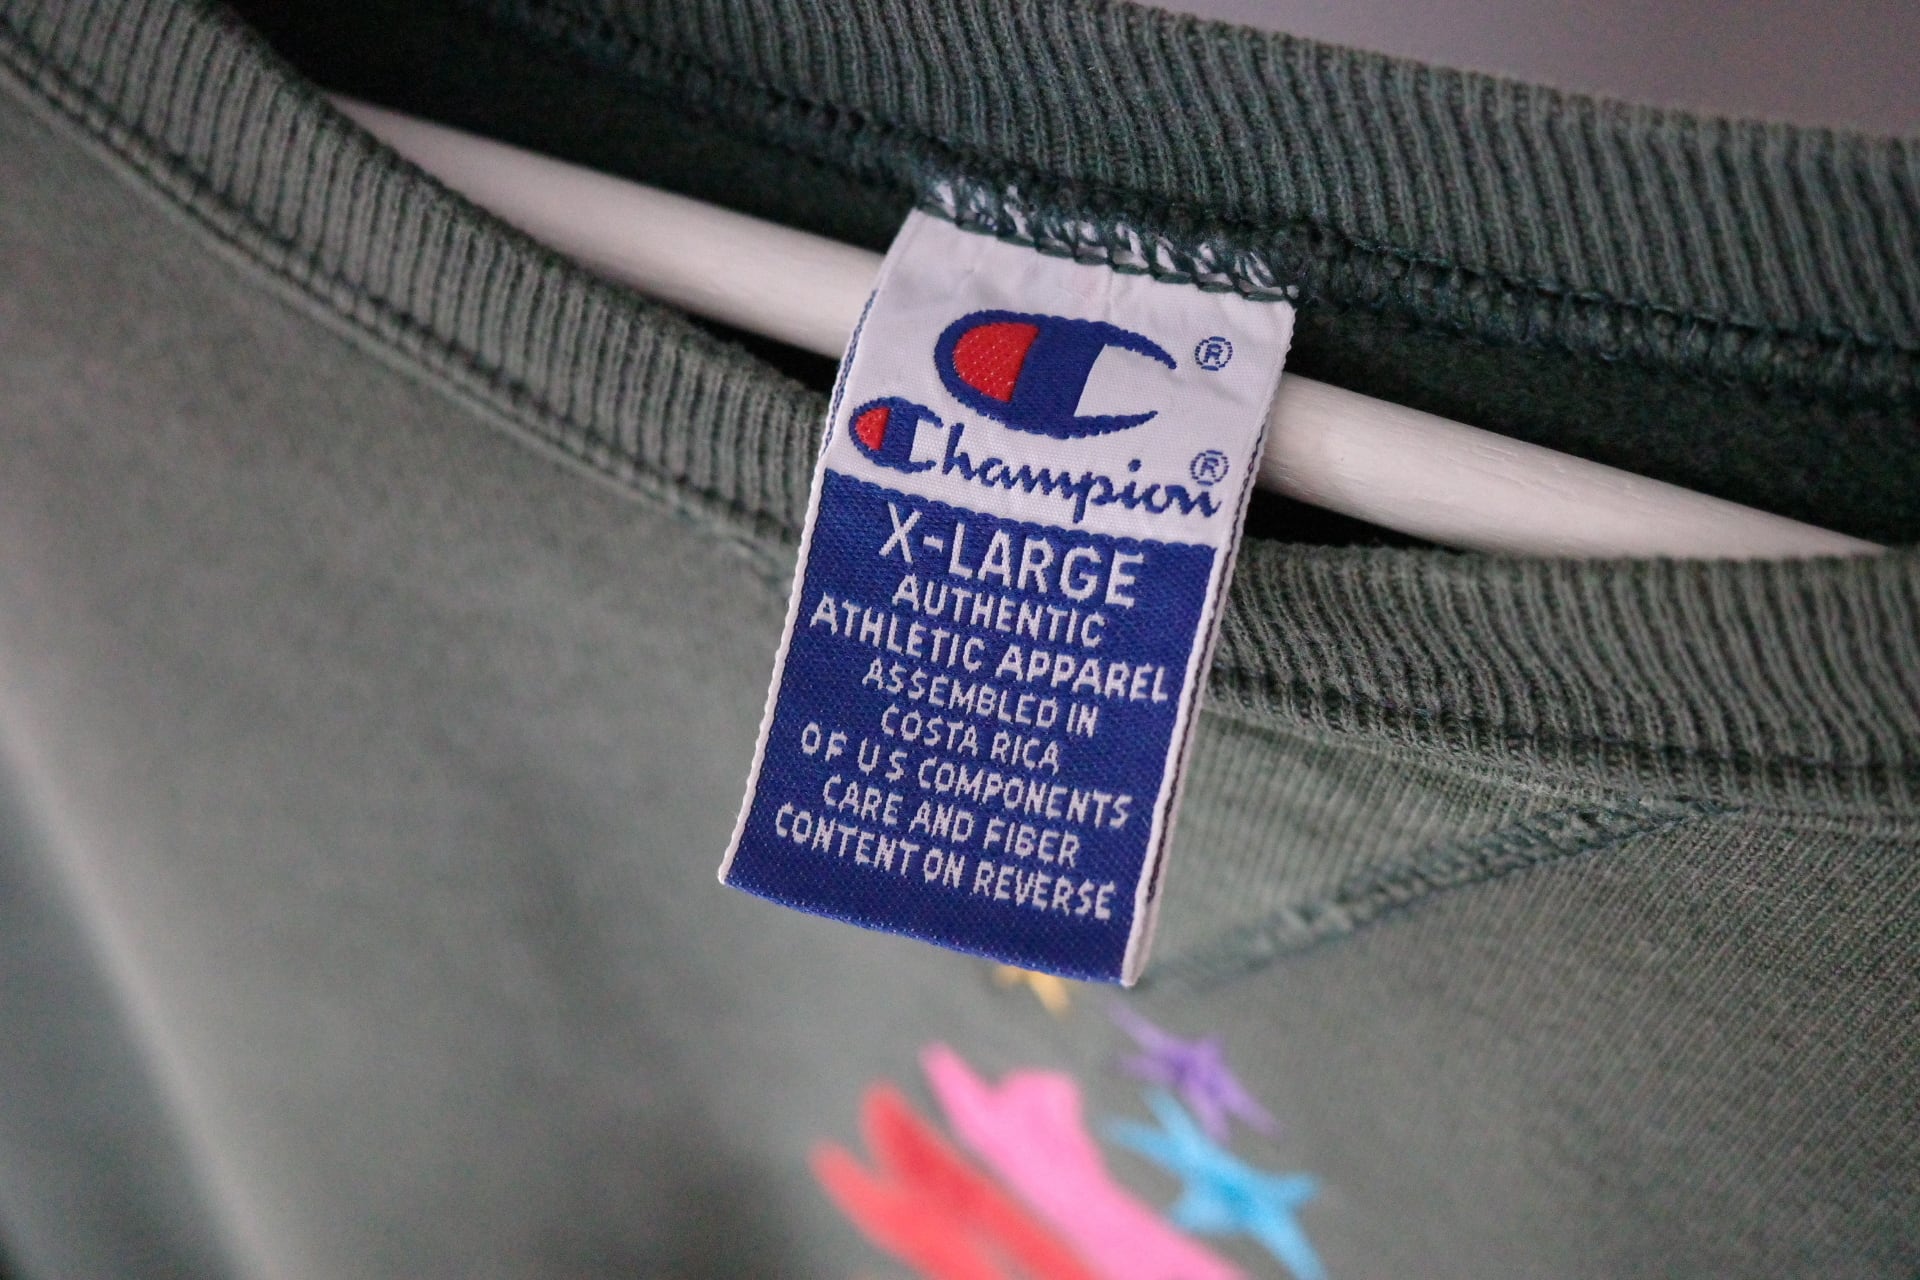 ®
Champion®
X-LARGE
AUTHENTIC
ATHLETIC APPAREL
ASSEMBLED IN
COSTA RICA
OF U S COMPONENTS
CARE AND FIBER
CONTENT ON REVERSE